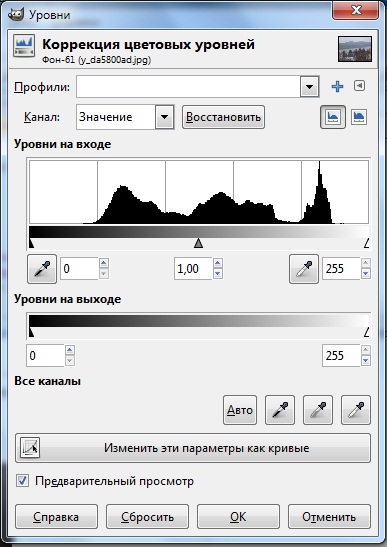 Уровни
Коррекция цветовых уровней
Фон-61 (y_da5800ad.jpg)
Профили:
Канал: Значение Восстановить
Уровни на входе
0 1,00 255
Уровни на выходе
0 255
Все каналы
Авто
Изменить эти параметры как кривые
Предварительный просмотр
Справка Сбросить OK Отменить